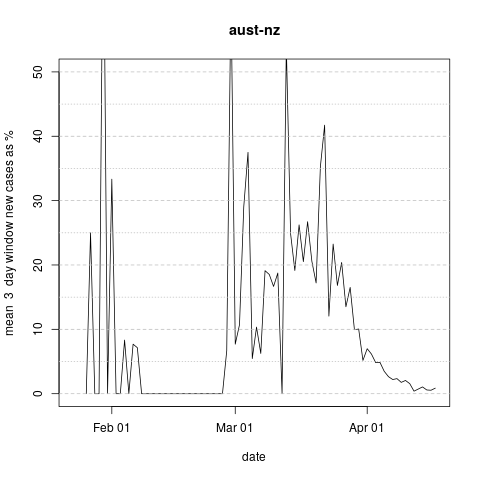 aust-nz
mean 3 day window new cases as %
50
40
30
20
10
0
Feb 01
Mar 01
Apr 01
date